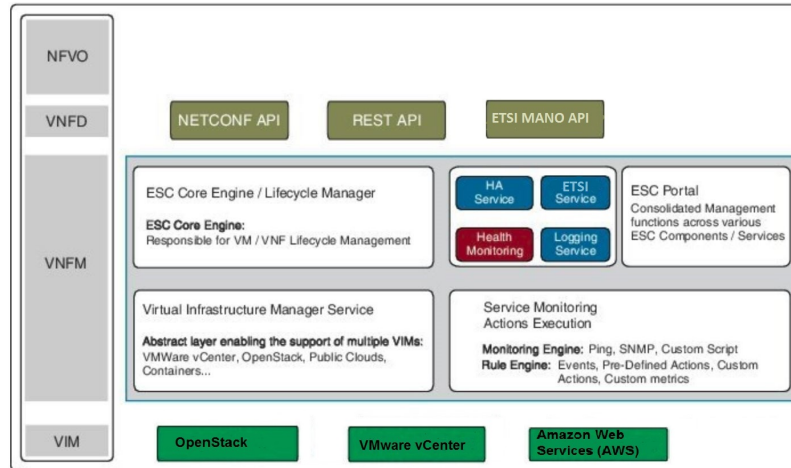 NFVO
VNFD
NETCONF API
REST API
ETSI MANO API
VNFM
ESC Core Engine / Lifecycle Manager
ESC Core Engine:
Responsible for VM / VNF Lifecycle Management
HA
Service
ETSI
Service
Health
Monitoring
Logging
Service
ESC Portal
Consolidated Management
functions across various
ESC Components / Services
Virtual Infrastructure Manager Service
Abstract layer enabling the support of multiple VIMs:
VMWare vCenter, OpenStack, Public Clouds,
Containers...
Service Monitoring
Actions Execution
Monitoring Engine: Ping, SNMP, Custom Script
Rule Engine: Events, Pre-Defined Actions, Custom
Actions, Custom metrics
VIM
OpenStack
VMware vCenter
Amazon Web
Services (AWS)